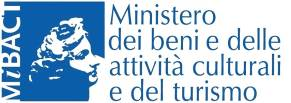 MiBACT
Ministero
dei beni e delle
attività culturali
e del turismo